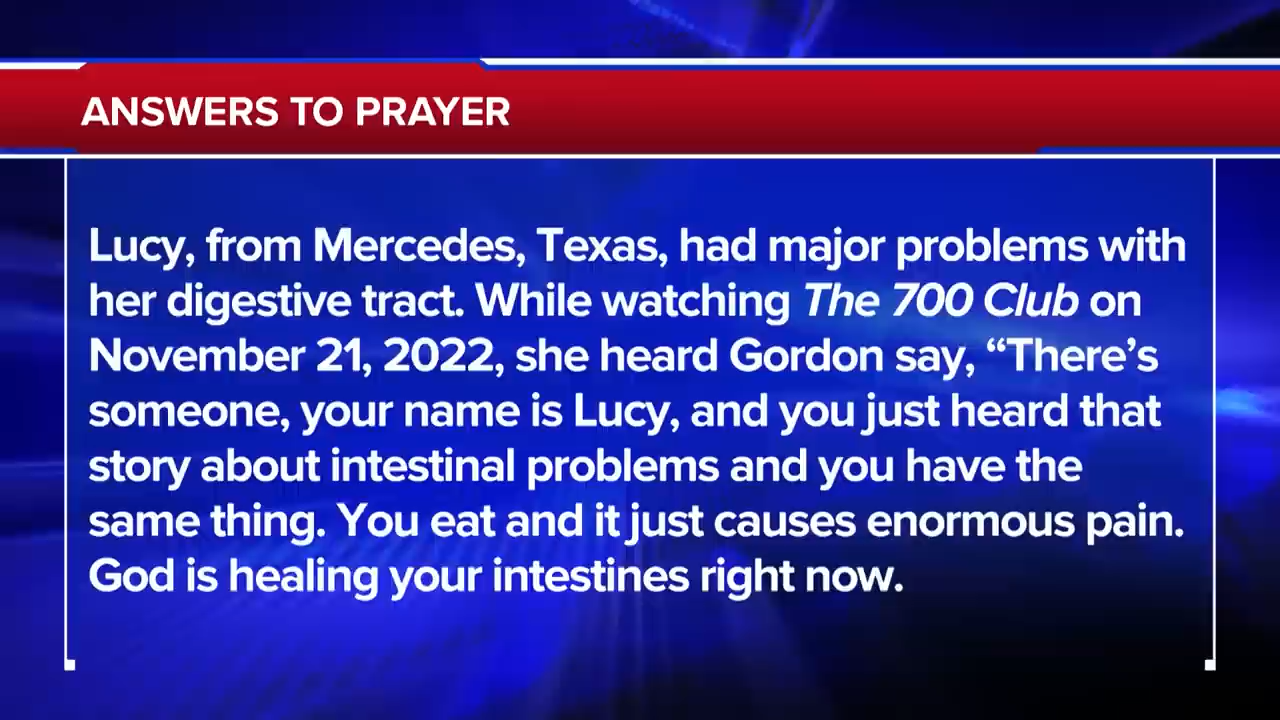 ANSWERS TO PRAYER
Lucy, from Mercedes, Texas, had major problems with
her digestive tract. While watching The 700 Club on
November 21, 2022, she heard Gordon say, “There’s
someone, your name is Lucy, and you just heard that
story about intestinal problems and you have the
same thing. You eat and it just causes enormous pain.
God is healing your intestines right now.